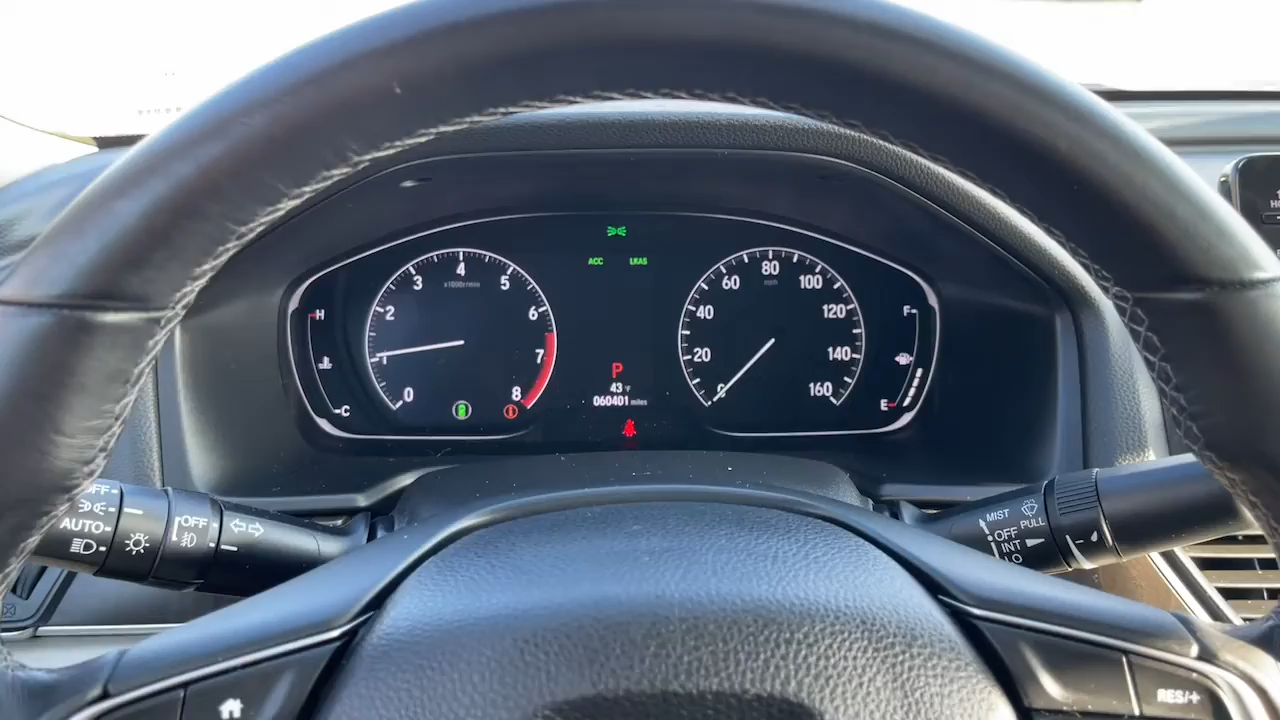 ACC LKAS
0 1 2 3 4 5 6 7 8
x1000r/min
H
C
0 20 40 60 80 100 120 140 160
mph
F
E
P
43 °F
060401 miles
OFF
AUTO
OFF
MIST
PULL
OFF
INT
LO
RES/+